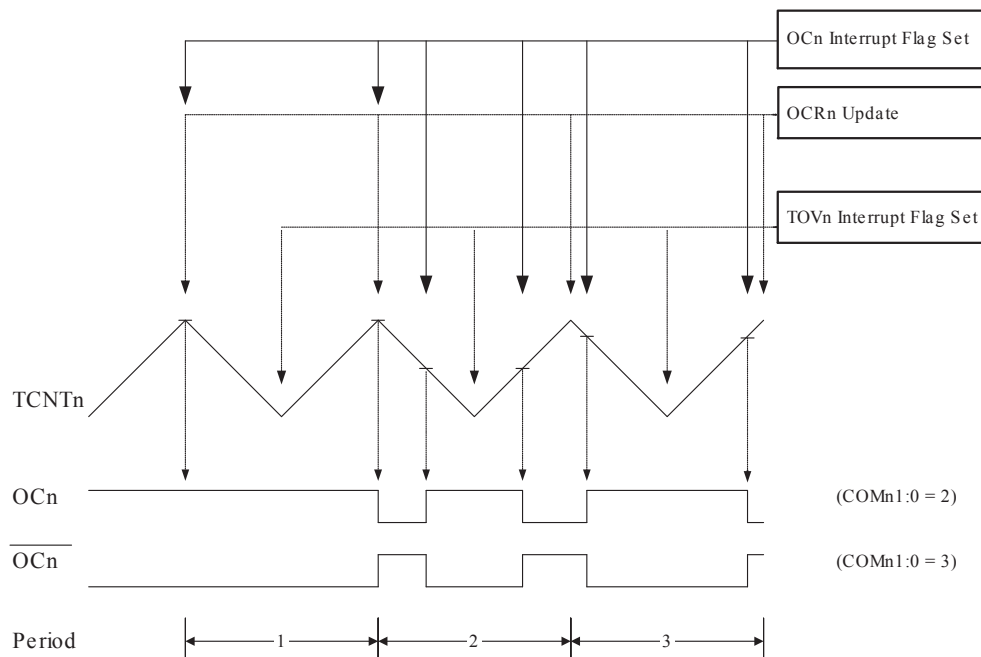 OCn Interrupt Flag Set
OCRn Update
TOVn Interrupt Flag Set
TCNTn
OCn (COMn1:0 = 2)
OCn (COMn1:0 = 3)
Period 1 2 3